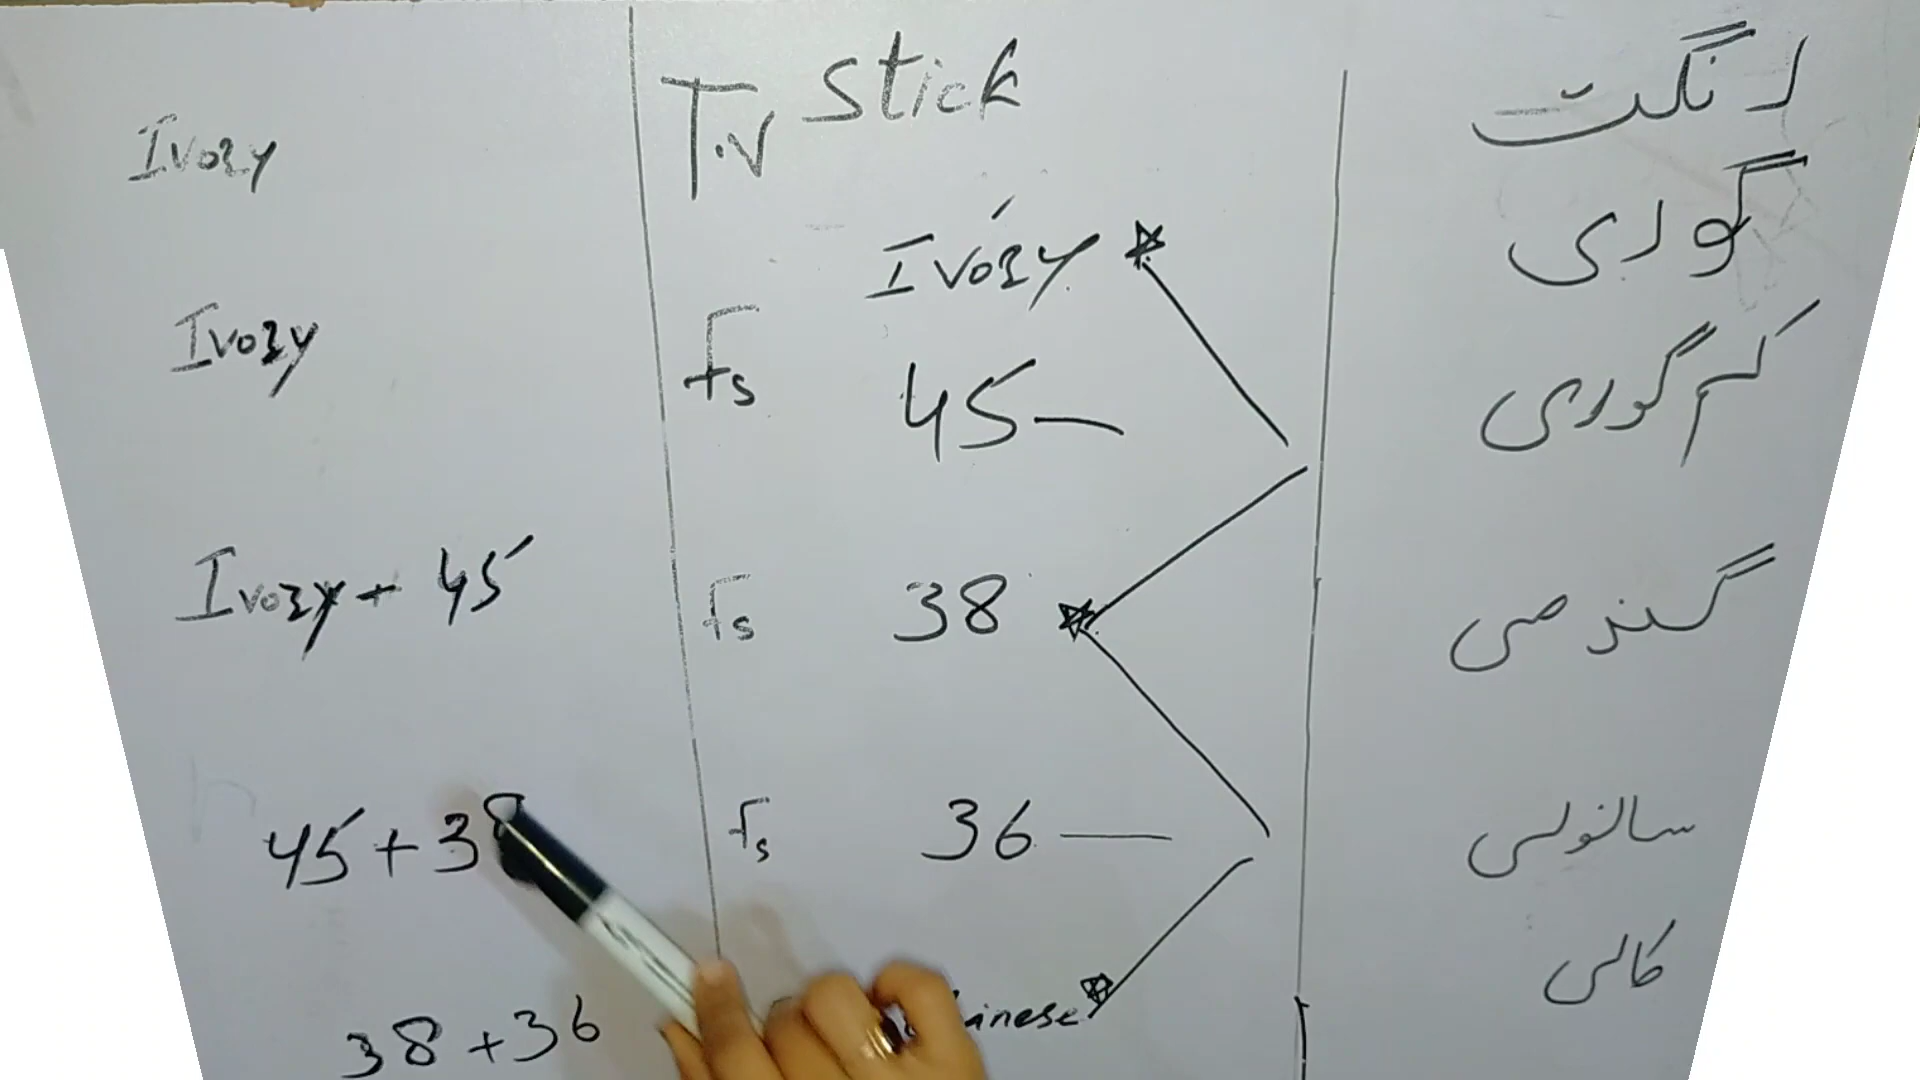 T.V Stick رنگت
Ivory Ivory گوری
Ivory Fs 45 کم گوری
Ivory + 45 Fs 38 گندمی
45 + 38 Fs 36 سانولی
کالی
38 + 36